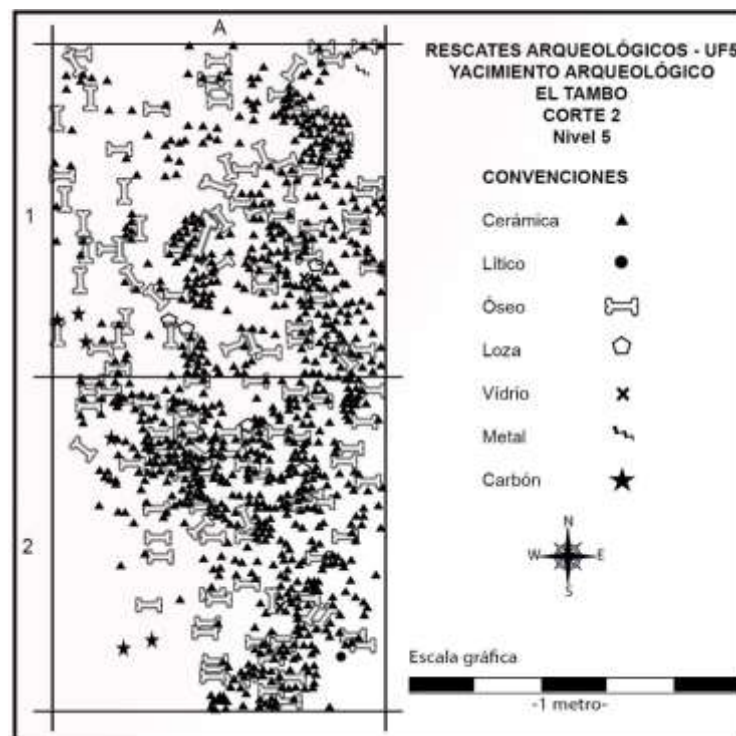 A
1
2
RESCATES ARQUEOLÓGICOS - UF5
YACIMIENTO ARQUEOLÓGICO
EL TAMBO
CORTE 2
Nivel 5
CONVENCIONES
Cerámica
Lítico
Óseo
Loza
Vídrio
Metal
Carbón
N
W
E
S
Escala gráfica
-1 metro-